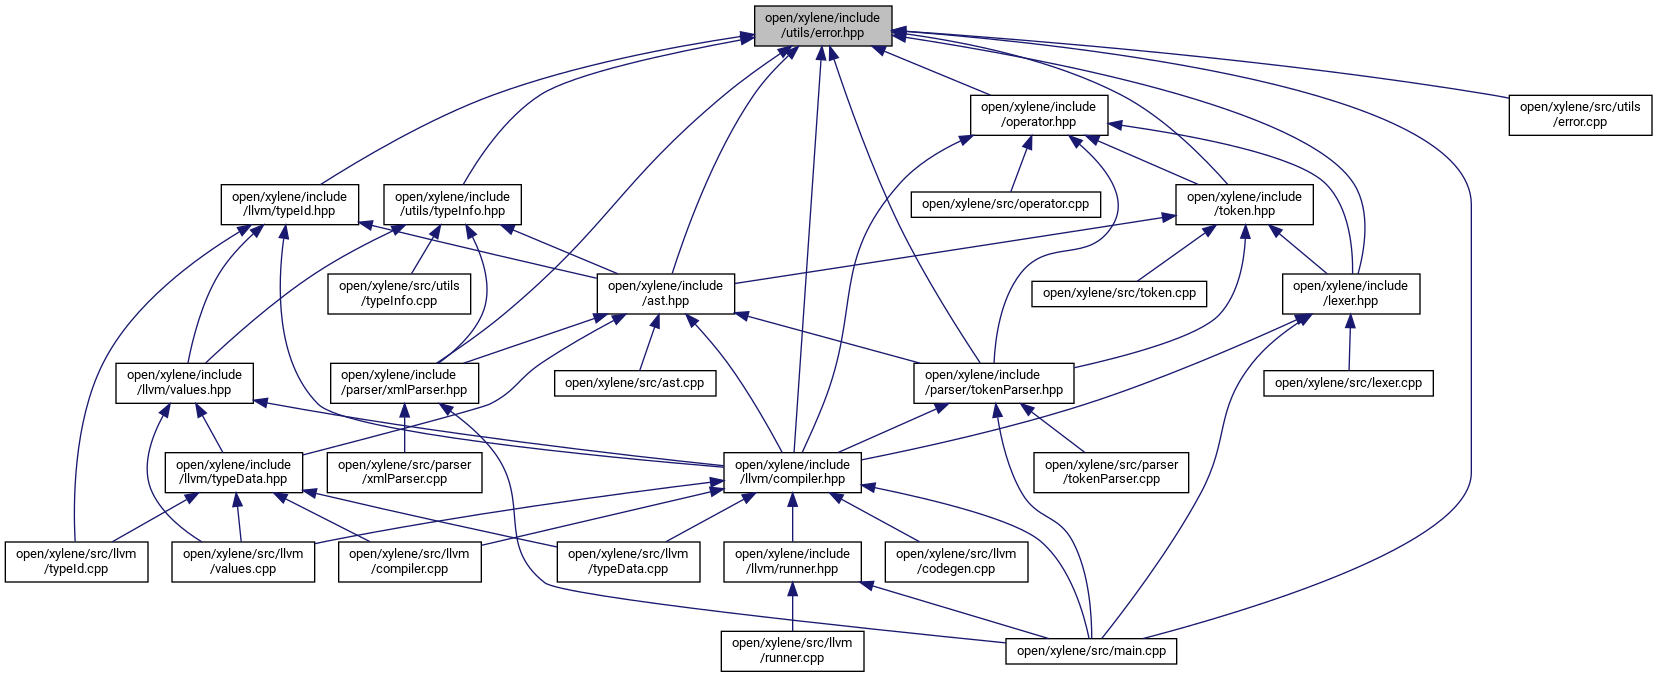 open/xylene/include
/utils/error.hpp
open/xylene/include
/operator.hpp
open/xylene/src/utils
/error.cpp
open/xylene/include
/llvm/typeId.hpp
open/xylene/include
/utils/typeInfo.hpp
open/xylene/src/operator.cpp
open/xylene/include
/token.hpp
open/xylene/src/utils
/typeInfo.cpp
open/xylene/include
/ast.hpp
open/xylene/src/token.cpp
open/xylene/include
/lexer.hpp
open/xylene/include
/llvm/values.hpp
open/xylene/include
/parser/xmlParser.hpp
open/xylene/src/ast.cpp
open/xylene/include
/parser/tokenParser.hpp
open/xylene/src/lexer.cpp
open/xylene/include
/llvm/typeData.hpp
open/xylene/src/parser
/xmlParser.cpp
open/xylene/include
/llvm/compiler.hpp
open/xylene/src/parser
/tokenParser.cpp
open/xylene/src/llvm
/typeId.cpp
open/xylene/src/llvm
/values.cpp
open/xylene/src/llvm
/compiler.cpp
open/xylene/src/llvm
/typeData.cpp
open/xylene/include
/llvm/runner.hpp
open/xylene/src/llvm
/codegen.cpp
open/xylene/src/llvm
/runner.cpp
open/xylene/src/main.cpp